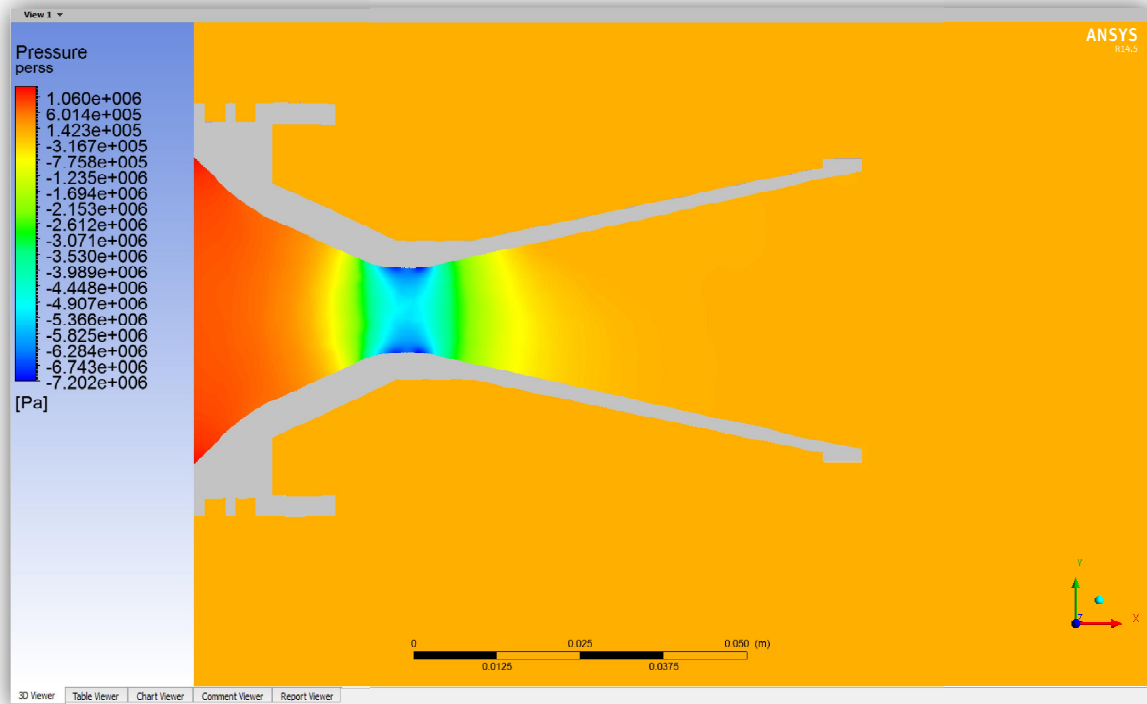 View 1
ANSYS
R14.5
Pressure
perss
1.060e+006
6.014e+005
1.423e+005
-3.167e+005
-7.758e+005
-1.235e+006
-1.694e+006
-2.153e+006
-2.612e+006
-3.071e+006
-3.530e+006
-3.989e+006
-4.448e+006
-4.907e+006
-5.366e+006
-5.825e+006
-6.284e+006
-6.743e+006
-7.202e+006
[Pa]
Y
Z
X
0 0.025 0.050 (m)
0.0125 0.0375
3D Viewer Table Viewer Chart Viewer Comment Viewer Report Viewer